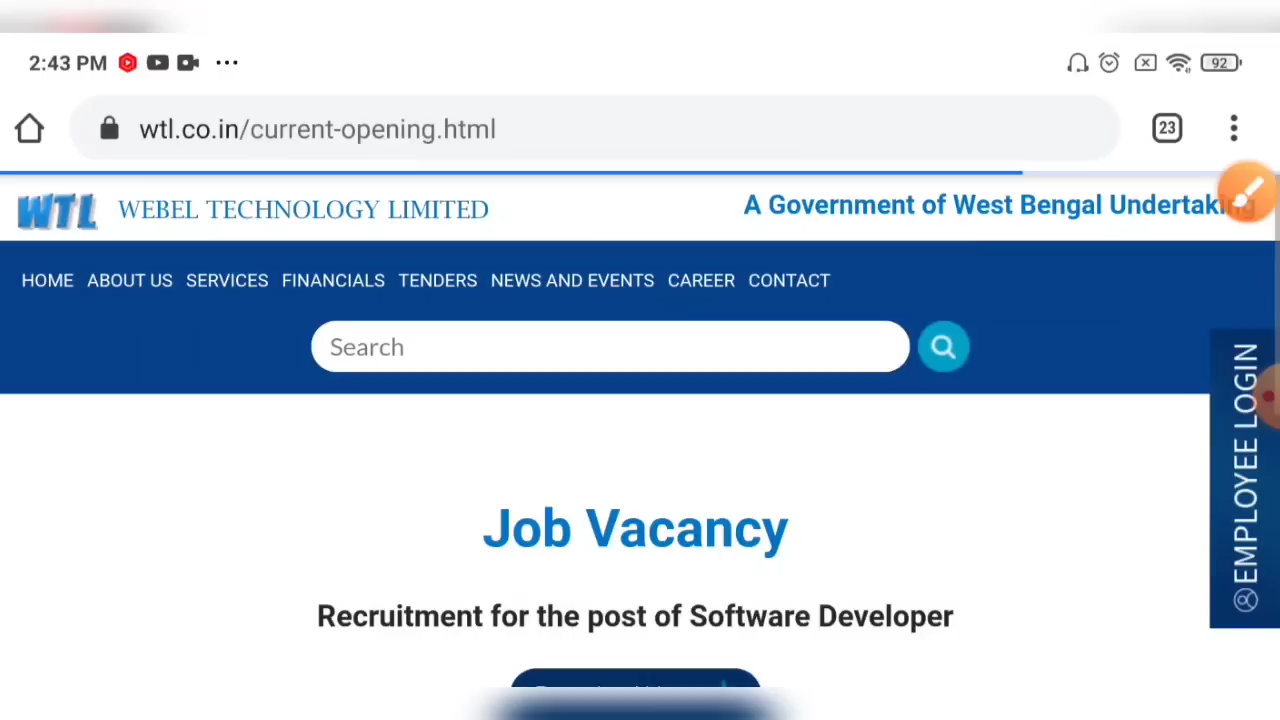 2:43 PM
92
wtl.co.in/current-opening.html
23
WTL WEBEL TECHNOLOGY LIMITED
A Government of West Bengal Undertaking
HOME ABOUT US SERVICES FINANCIALS TENDERS NEWS AND EVENTS CAREER CONTACT
Search
EMPLOYEE LOGIN
Job Vacancy
Recruitment for the post of Software Developer